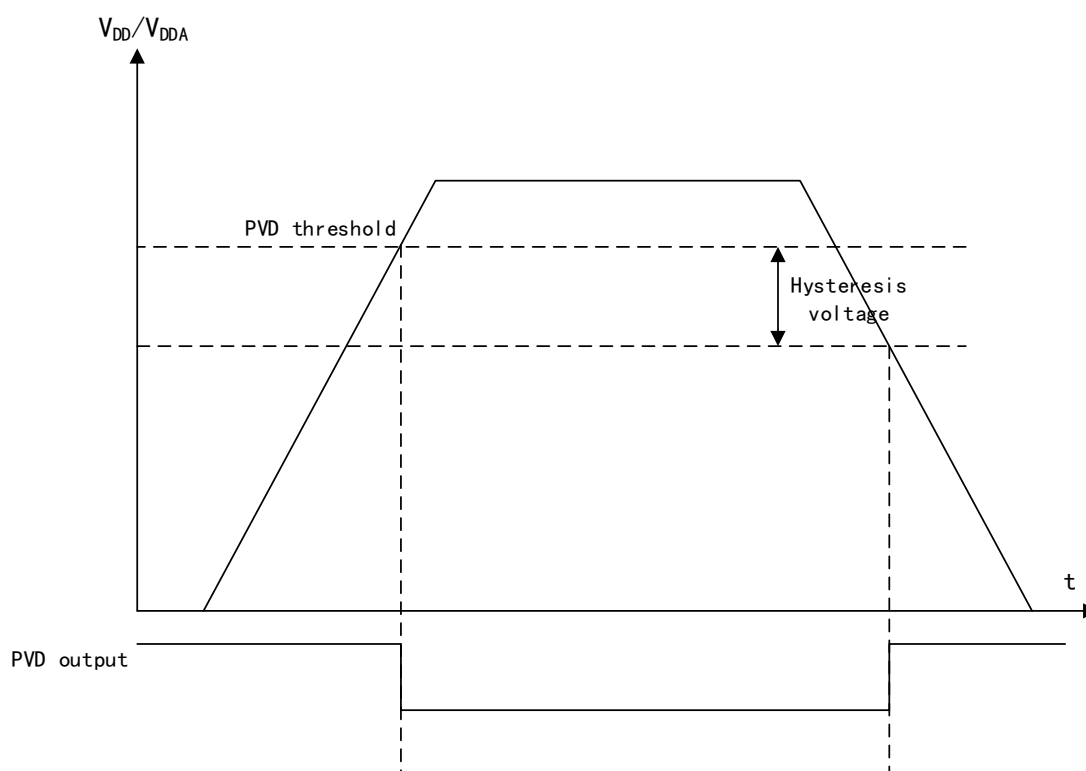 VDD/VDDA
PVD threshold
Hysteresis
voltage
t
PVD output